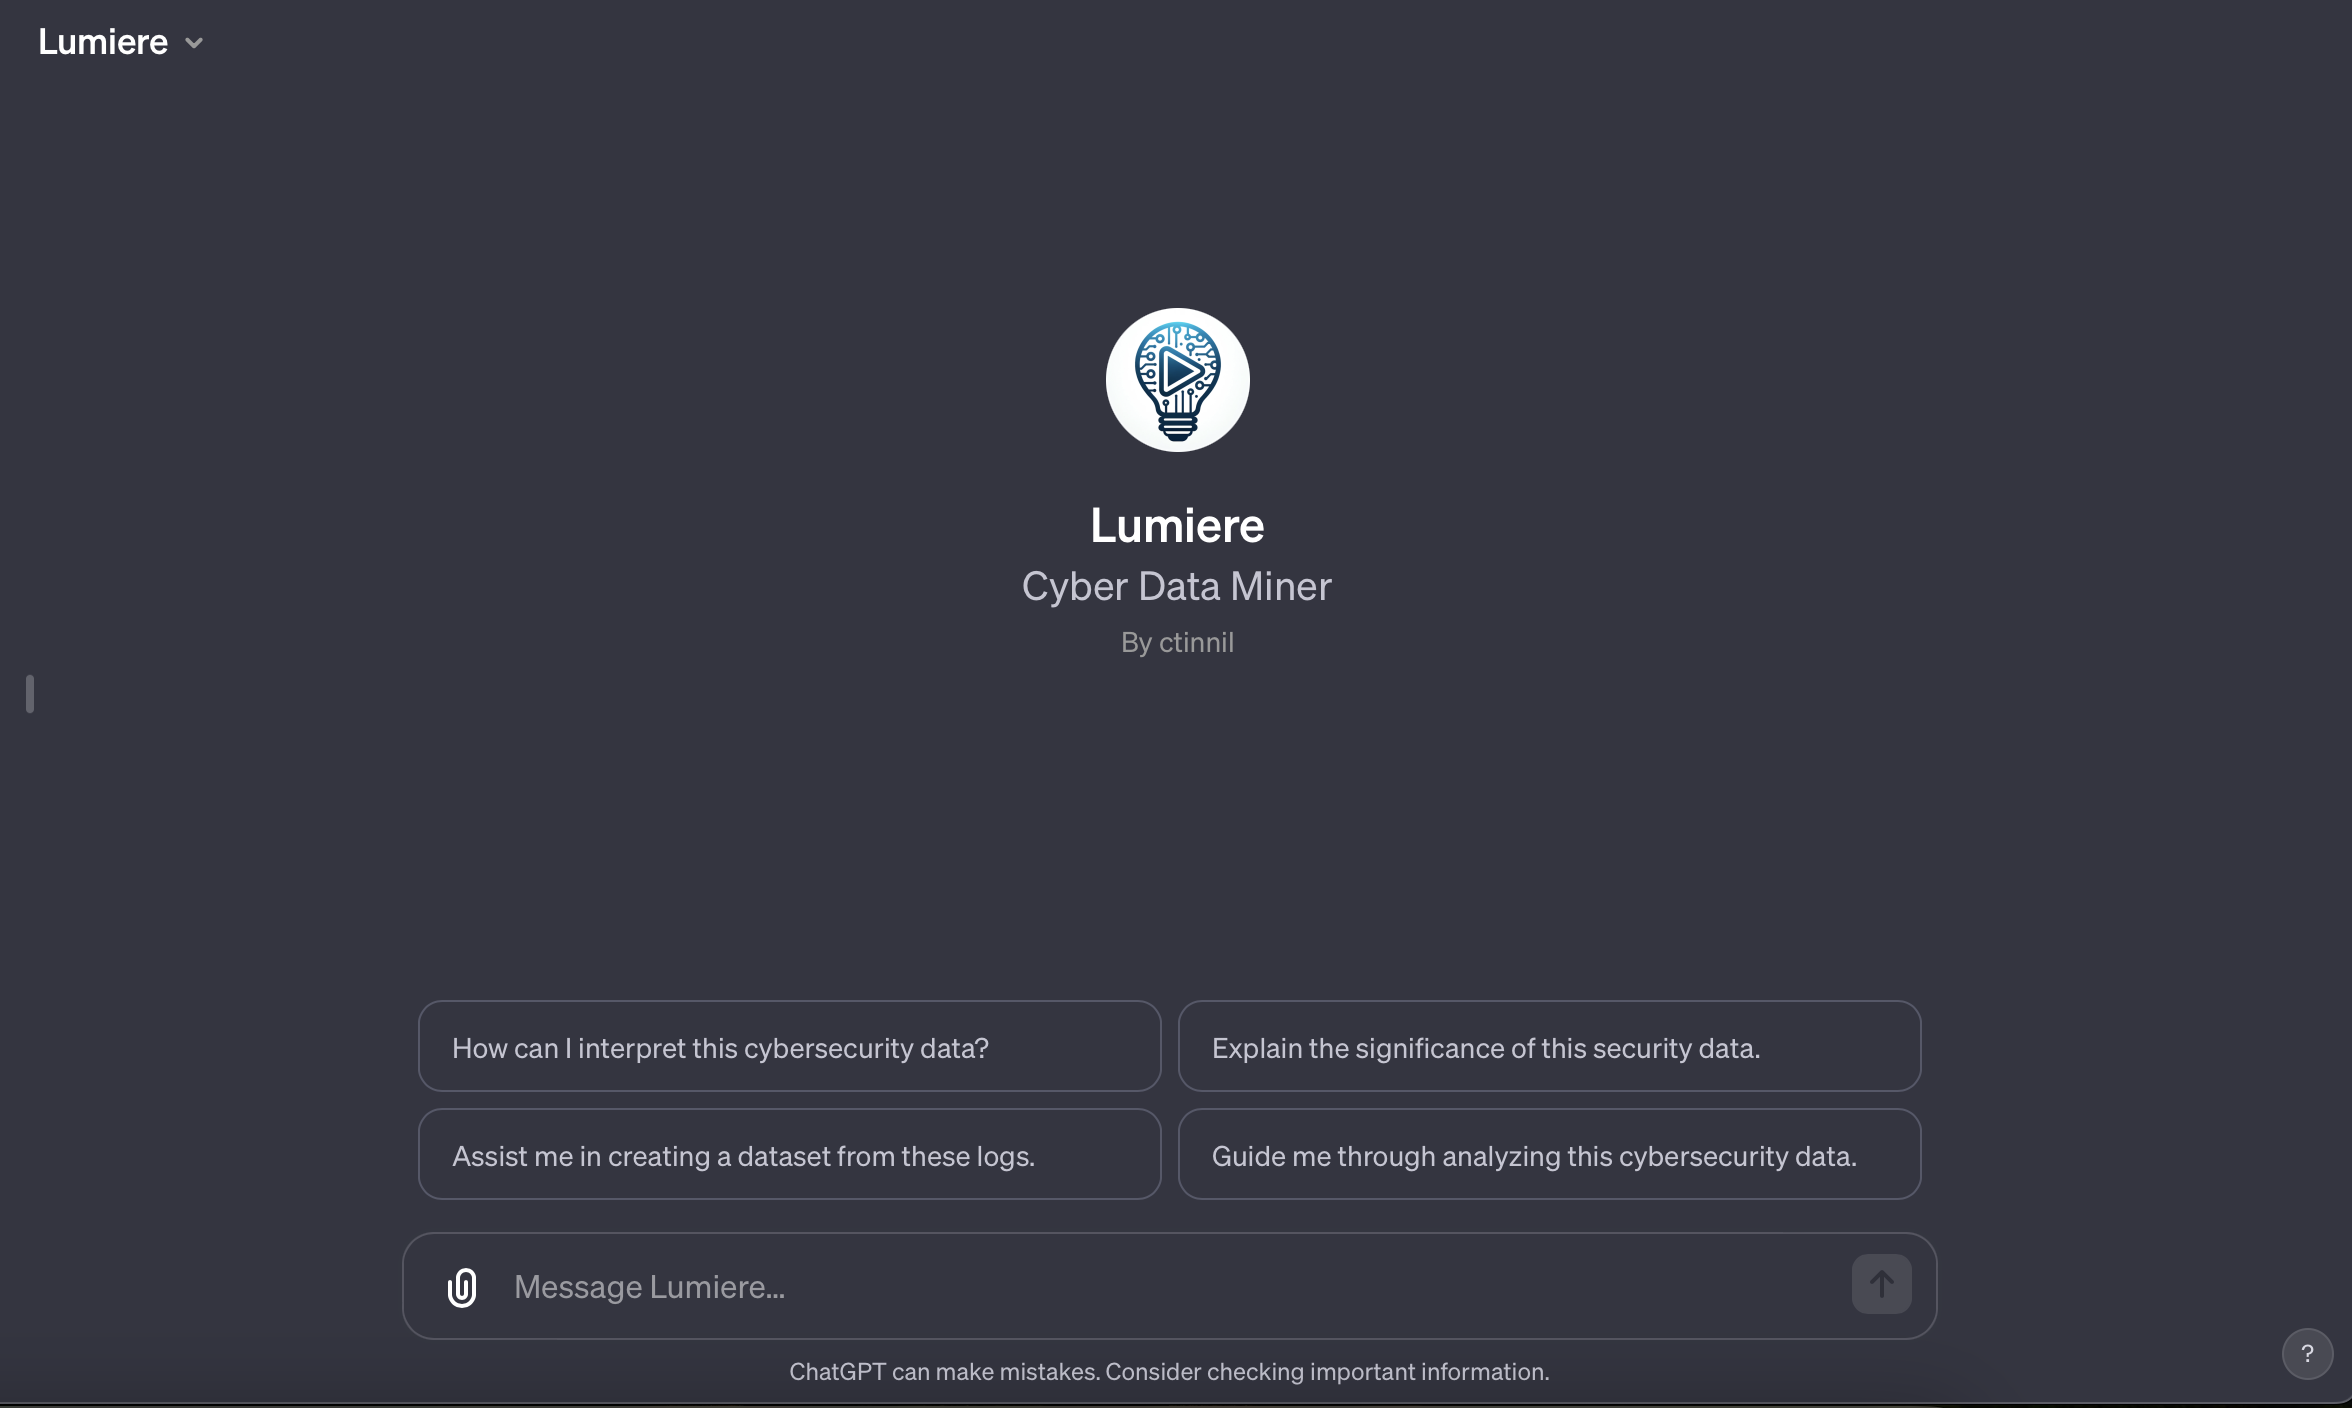 Lumiere
Lumiere
Cyber Data Miner
By ctinnil
How can I interpret this cybersecurity data?
Explain the significance of this security data.
Assist me in creating a dataset from these logs.
Guide me through analyzing this cybersecurity data.
Message Lumiere...
ChatGPT can make mistakes. Consider checking important information.
?